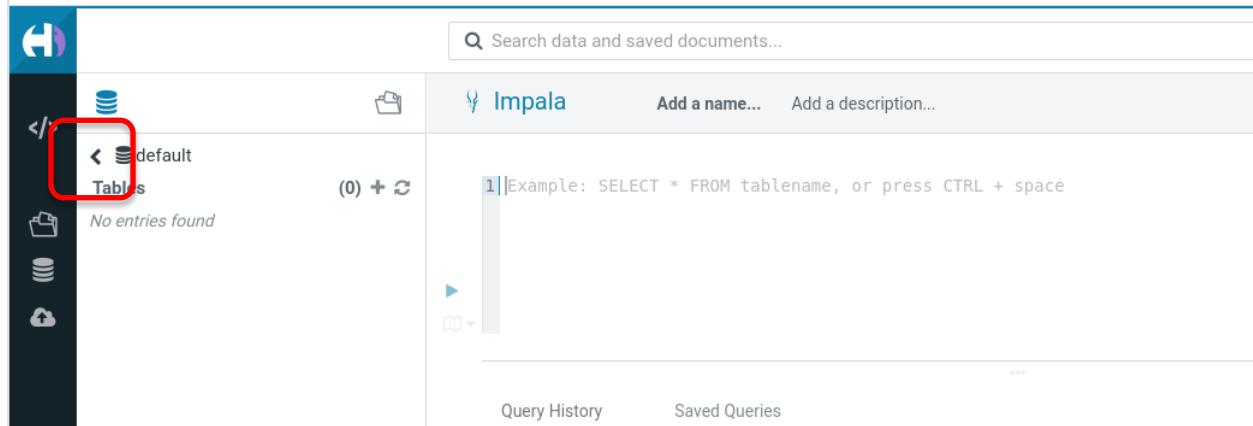 Search data and saved documents...
Impala Add a name... Add a description...
default
Tables (0)
No entries found
1 Example: SELECT * FROM tablename, or press CTRL + space
Query History Saved Queries